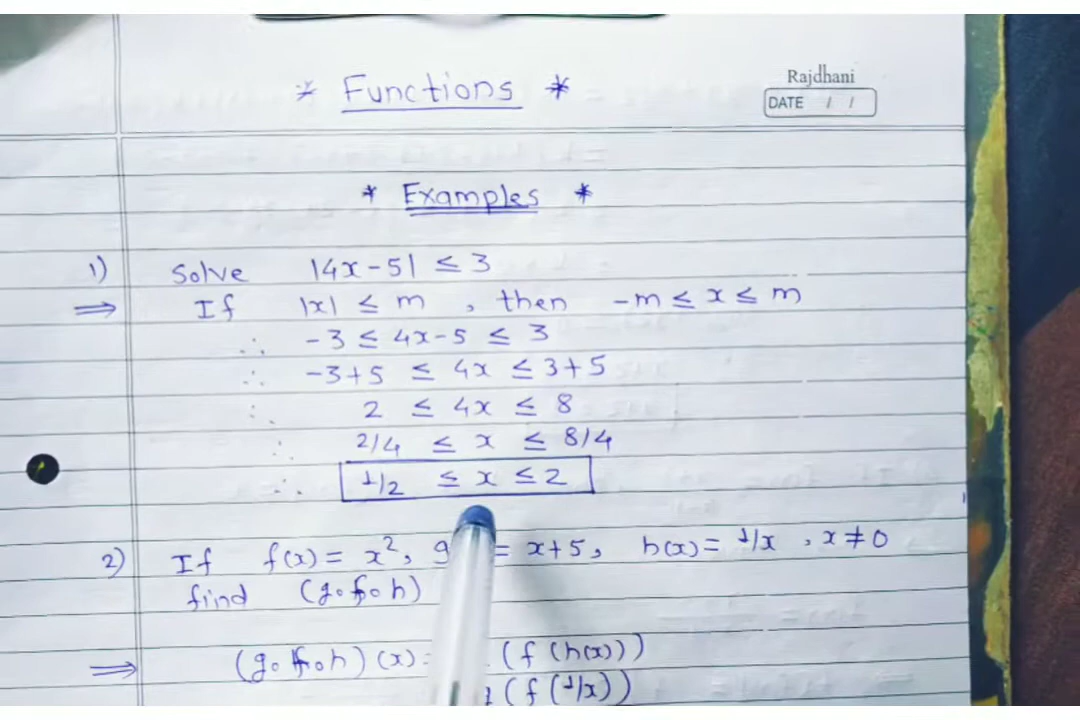 * Functions *
Rajdhani
DATE / /
* Examples *
1) Solve |4x-5| ≤ 3
⇒ If |x| ≤ m , then -m ≤ x ≤ m
∴ -3 ≤ 4x-5 ≤ 3
∴ -3+5 ≤ 4x ≤ 3+5
∴ 2 ≤ 4x ≤ 8
∴ 2/4 ≤ x ≤ 8/4
∴ 1/2 ≤ x ≤ 2
2) If f(x) = x², g = x+5, h(x) = 1/x , x ≠ 0
find (gofoh)
⇒ (gofoh)(x) = (f(h(x)))
(f(1/x))